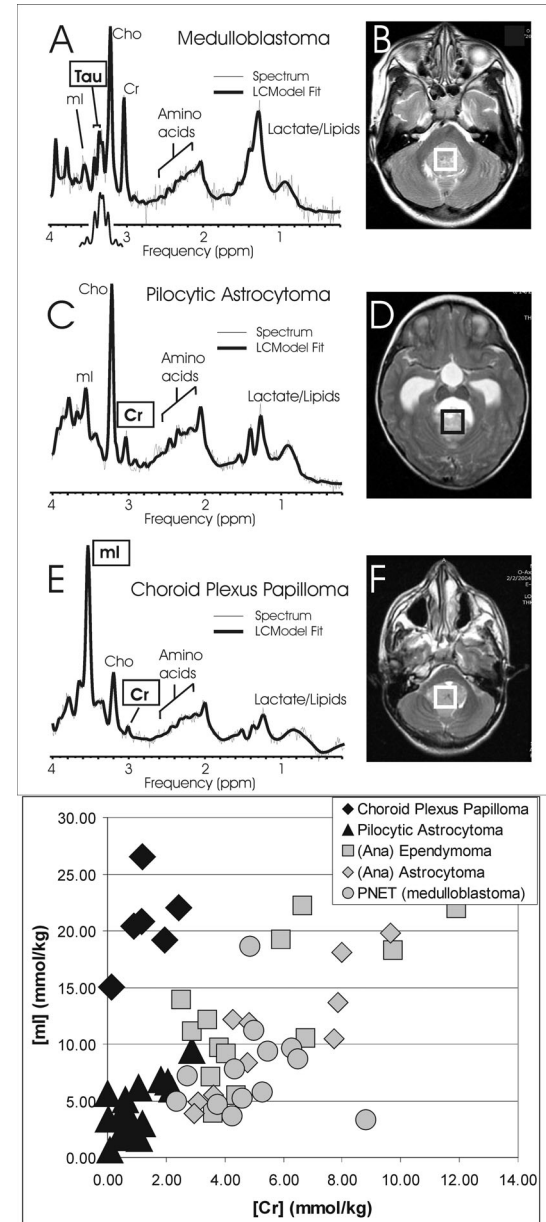 A
Medulloblastoma
B
Cho
Tau
Cr
mI
Spectrum
LCModel Fit
Amino
acids
Lactate/Lipids
4
3
2
1
Frequency (ppm)
C
Pilocytic Astrocytoma
D
Cho
Spectrum
LCModel Fit
mI
Amino
acids
Cr
Lactate/Lipids
4
3
2
1
Frequency (ppm)
E
Choroid Plexus Papilloma
F
mI
Spectrum
LCModel Fit
Cho
Cr
Amino
acids
Lactate/Lipids
4
3
2
1
Frequency (ppm)
O-Ax
2/2/2004
30.00
25.00
20.00
15.00
10.00
5.00
0.00
[mI] (mmol/kg)
Choroid Plexus Papilloma
Pilocytic Astrocytoma
(Ana) Ependymoma
(Ana) Astrocytoma
PNET (medulloblastoma)
0.00 2.00 4.00 6.00 8.00 10.00 12.00 14.00
[Cr] (mmol/kg)